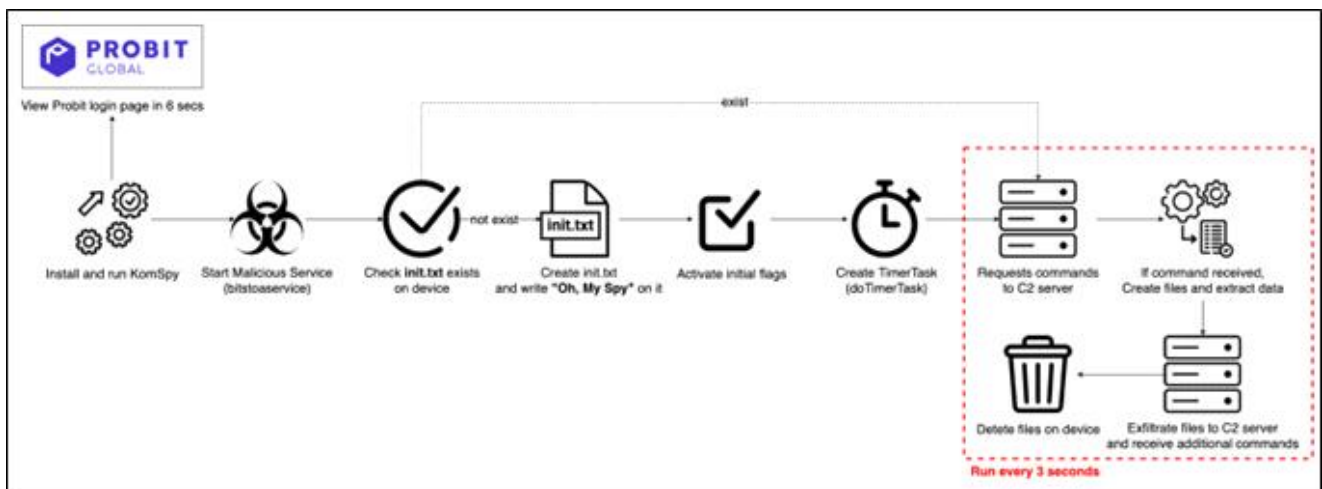 PROBIT
GLOBAL
View Probit login page in 6 secs
exist
Install and run KomSpy
Start Malicious Service
(bitstoaservice)
Check init.txt exists
on device
not exist
init.txt
Create init.txt
and write "Oh, My Spy" on it
Activate initial flags
Create TimerTask
(doTimerTask)
Requests commands
to C2 server
If command received,
Create files and extract data
Detete files on device
Exfiltrate files to C2 server
and receive additional commands
Run every 3 seconds